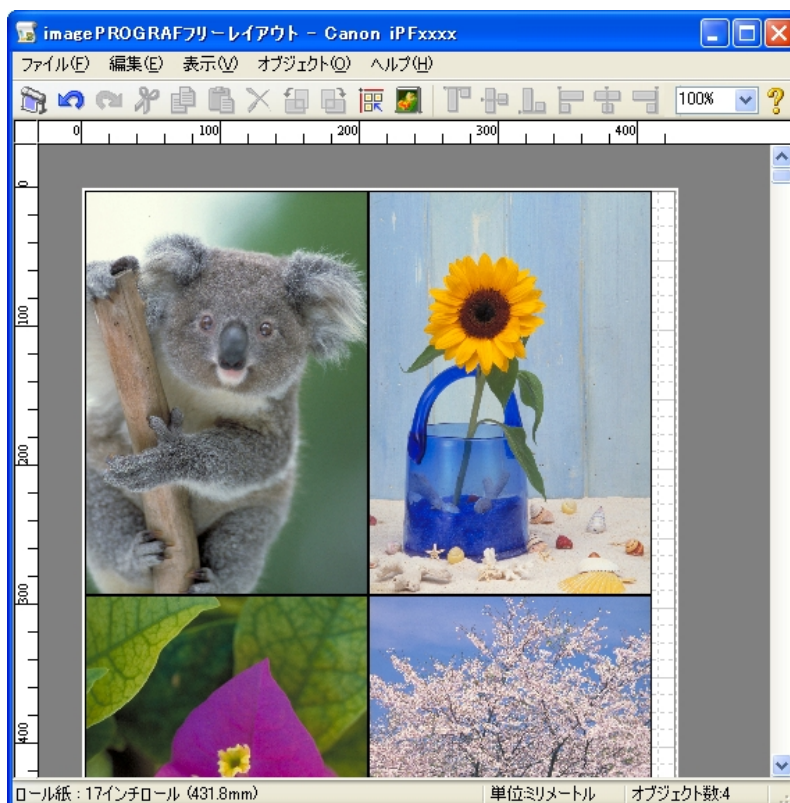 imagePROGRAFフリーレイアウト - Canon iPFxxxx
ファイル(F) 編集(E) 表示(V) オブジェクト(O) ヘルプ(H)
100%
0 100 200 300 400
0
100
200
300
400
ロール紙 : 17インチロール (431.8mm) 単位:ミリメートル オブジェクト数:4